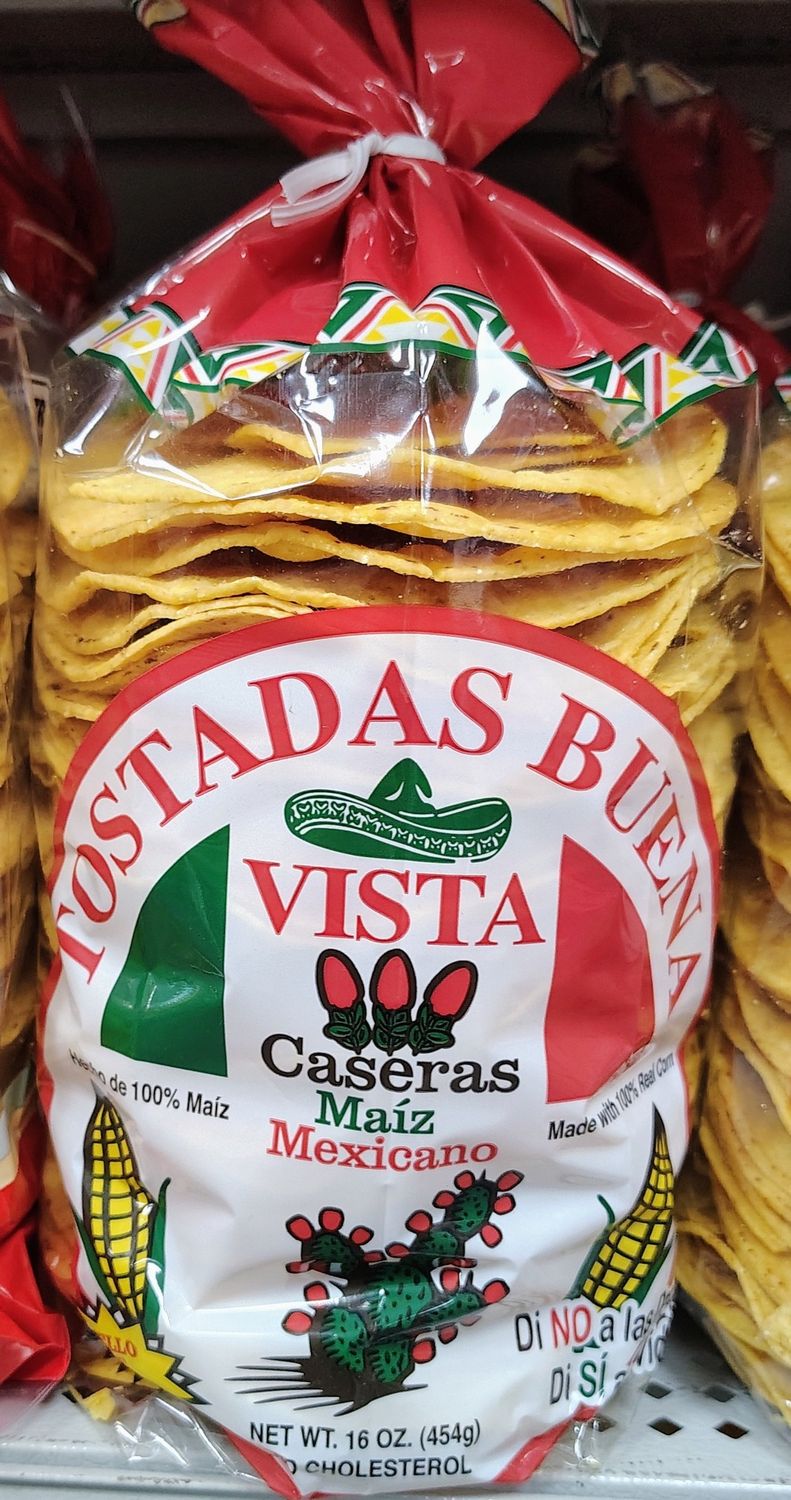 TOSTADAS BUENA
VISTA
Caseras
Maíz
Mexicano
Hecho de 100% Maíz
Made with 100% Real Corn
Di NO a las
Di SÍ a
NET WT. 16 OZ. (454g)
CHOLESTEROL